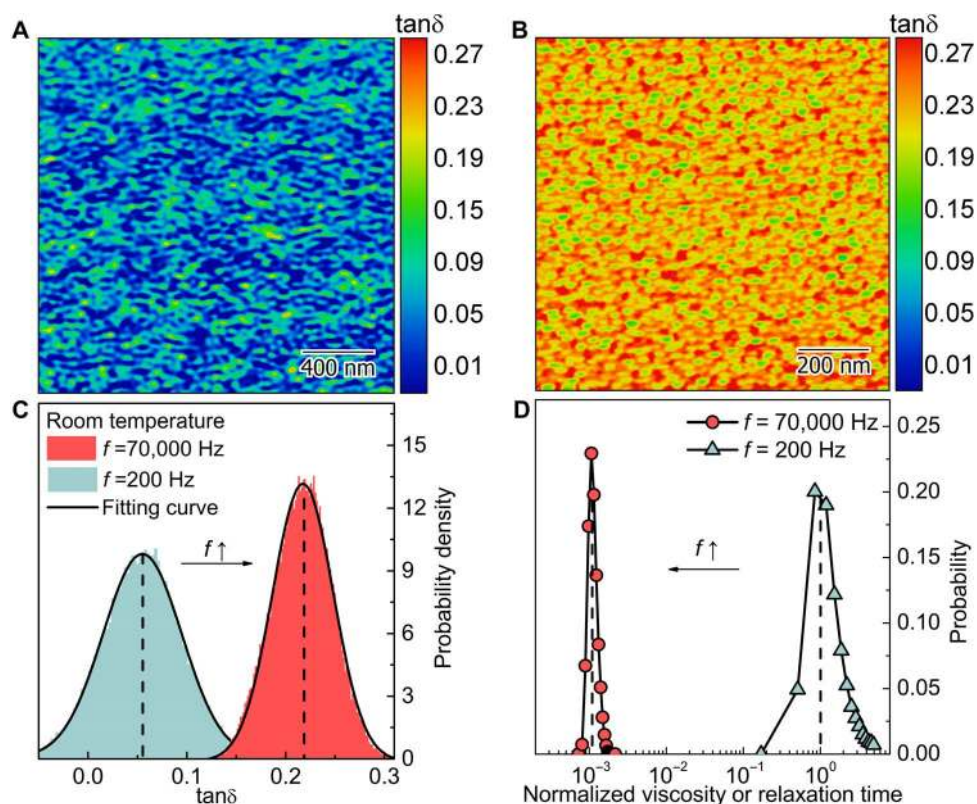 A
tanδ
0.27
0.23
0.19
0.15
0.09
0.05
0.01
400 nm
B
tanδ
0.27
0.23
0.19
0.15
0.09
0.05
0.01
200 nm
C
Room temperature
f =70,000 Hz
f =200 Hz
Fitting curve
f ↑
15
12
9
6
3
0
Probability density
0.0
0.1
0.2
0.3
tanδ
D
f = 70,000 Hz
f = 200 Hz
f ↑
0.25
0.20
0.15
0.10
0.05
0.00
Probability
10⁻³
10⁻²
10⁻¹
10⁰
Normalized viscosity or relaxation time